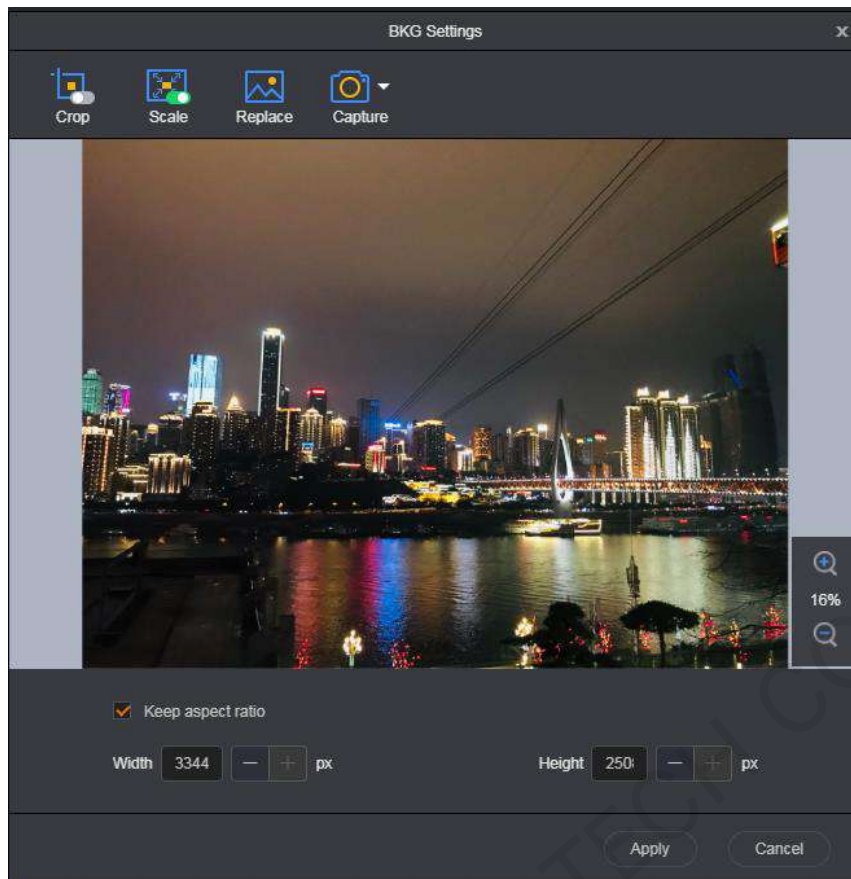 BKG Settings x
Crop Scale Replace Capture
16%
Keep aspect ratio
Width 3344 px Height px
Apply Cancel